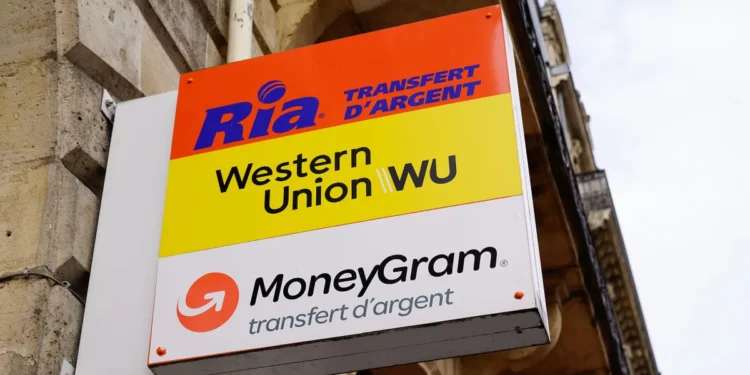 Ria® TRANSFERT
D'ARGENT
Western
Union \\ WU
MoneyGram®
transfert d'argent